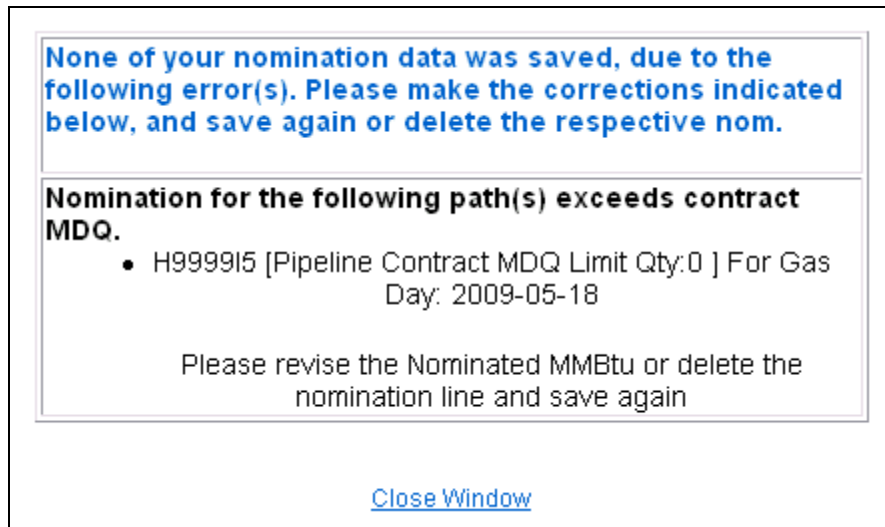 None of your nomination data was saved, due to the
following error(s). Please make the corrections indicated
below, and save again or delete the respective nom.
Nomination for the following path(s) exceeds contract
MDQ.
• H9999I5 [Pipeline Contract MDQ Limit Qty:0 ] For Gas
Day: 2009-05-18
Please revise the Nominated MMBtu or delete the
nomination line and save again
Close Window